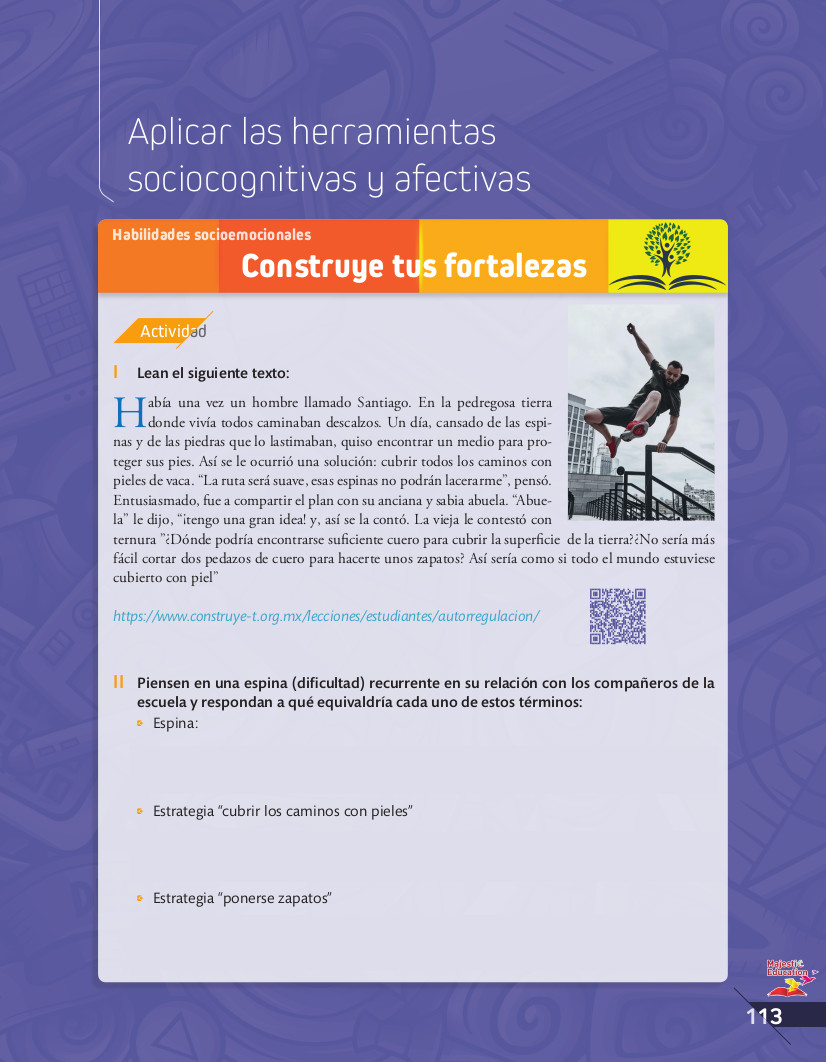 Aplicar las herramientas
sociocognitivas y afectivas
Habilidades socioemocionales
Construye tus fortalezas
Actividad
I Lean el siguiente texto:
Había una vez un hombre llamado Santiago. En la pedregosa tierra
donde vivía todos caminaban descalzos. Un día, cansado de las espi-
nas y de las piedras que lo lastimaban, quiso encontrar un medio para pro-
teger sus pies. Así se le ocurrió una solución: cubrir todos los caminos con
pieles de vaca. “La ruta será suave, esas espinas no podrán lacerarme”, pensó.
Entusiasmado, fue a compartir el plan con su anciana y sabia abuela. “Abue-
la” le dijo, “¡tengo una gran idea! y, así se la contó. La vieja le contestó con
ternura ”¿Dónde podría encontrarse suficiente cuero para cubrir la superficie de la tierra?¿No sería más
fácil cortar dos pedazos de cuero para hacerte unos zapatos? Así sería como si todo el mundo estuviese
cubierto con piel”
https://www.construye-t.org.mx/lecciones/estudiantes/autorregulacion/
II Piensen en una espina (dificultad) recurrente en su relación con los compañeros de la
escuela y respondan a qué equivaldría cada uno de estos términos:
Espina:
Estrategia “cubrir los caminos con pieles”
Estrategia “ponerse zapatos”
Majestic
Education
113